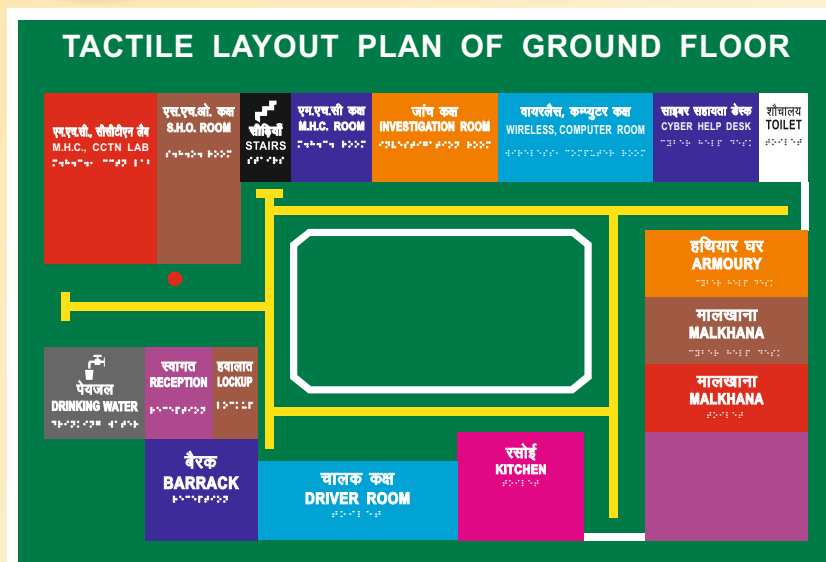 TACTILE LAYOUT PLAN OF GROUND FLOOR
एम.एच.सी., सीसीटीएन लैब
M.H.C., CCTN LAB
एस.एच.ओ. कक्ष
S.H.O. ROOM
सीड़ियाँ
STAIRS
एम.एच.सी कक्ष
M.H.C. ROOM
जांच कक्ष
INVESTIGATION ROOM
वायरलैस, कम्प्युटर कक्ष
WIRELESS, COMPUTER ROOM
साइबर सहायता डेस्क
CYBER HELP DESK
शौचालय
TOILET
हथियार घर
ARMOURY
मालखाना
MALKHANA
मालखाना
MALKHANA
पेयजल
DRINKING WATER
स्वागत
RECEPTION
हवालात
LOCKUP
बैरक
BARRACK
चालक कक्ष
DRIVER ROOM
रसोई
KITCHEN